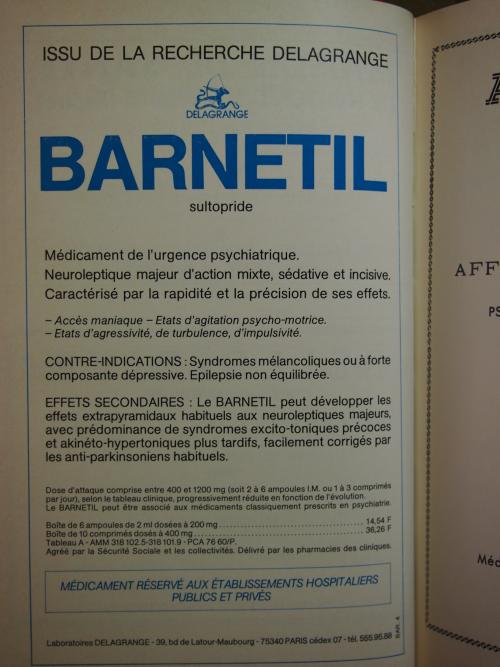 ISSU DE LA RECHERCHE DELAGRANGE
DELAGRANGE
BARNETIL
sultopride
Médicament de l'urgence psychiatrique.
Neuroleptique majeur d'action mixte, sédative et incisive.
Caractérisé par la rapidité et la précision de ses effets.
– Accès maniaque – Etats d'agitation psycho-motrice.
– Etats d'agressivité, de turbulence, d'impulsivité.
CONTRE-INDICATIONS : Syndromes mélancoliques ou à forte
composante dépressive. Epilepsie non équilibrée.
EFFETS SECONDAIRES : Le BARNETIL peut développer les
effets extrapyramidaux habituels aux neuroleptiques majeurs,
avec prédominance de syndromes excito-toniques précoces
et akinéto-hypertoniques plus tardifs, facilement corrigés par
les anti-parkinsoniens habituels.
Dose d'attaque comprise entre 400 et 1200 mg (soit 2 à 6 ampoules I.M. ou 1 à 3 comprimés
par jour), selon le tableau clinique, progressivement réduite en fonction de l'évolution.
Le BARNETIL peut être associé aux médicaments classiquement prescrits en psychiatrie.
Boîte de 6 ampoules de 2 ml dosées à 200 mg 14,54 F
Boîte de 10 comprimés dosés à 400 mg 36,26 F
Tableau A - AMM 318 102.5-318 101.9 - PCA 76 60/P.
Agréé par la Sécurité Sociale et les collectivités. Délivré par les pharmacies des cliniques.
MÉDICAMENT RÉSERVÉ AUX ÉTABLISSEMENTS HOSPITALIERS
PUBLICS ET PRIVÉS
Laboratoires DELAGRANGE - 39, bd de Latour-Maubourg - 75340 PARIS cédex 07 - tél. 555.95.88
BAR. 4
A
AFF
PS
Méd